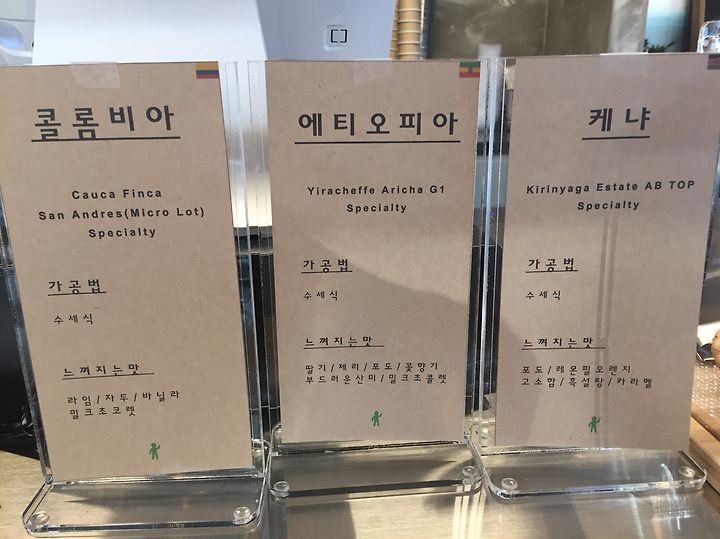 콜롬비아
Cauca Finca
San Andres(Micro Lot)
Specialty
가공법
수세식
느껴지는맛
라임/자두/바닐라
밀크초코렛
에티오피아
Yiracheffe Aricha G1
Specialty
가공법
수세식
느껴지는맛
딸기/체리/포도/꽃향기
부드러운산미/밀크초콜렛
케냐
Kirinyaga Estate AB TOP
Specialty
가공법
수세식
느껴지는맛
포도/레몬필오렌지
고소함/흑설탕/카라멜